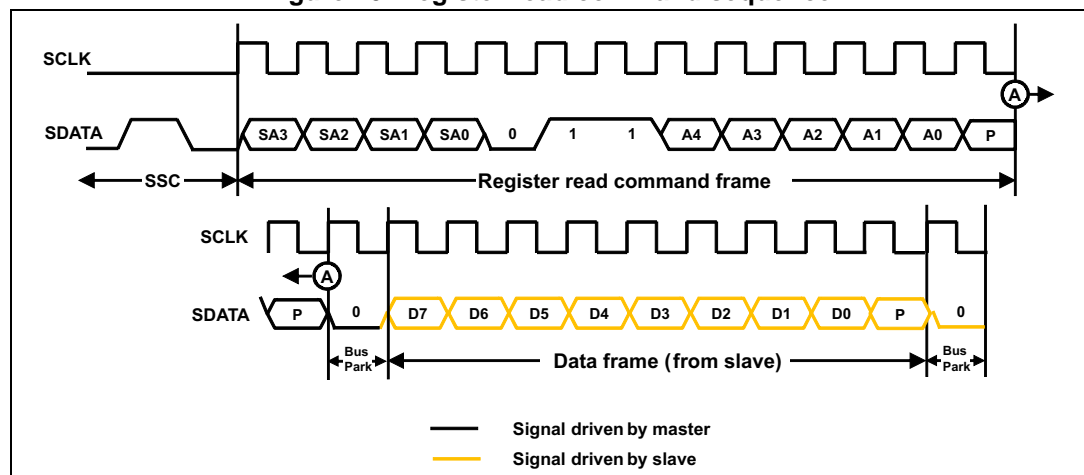 SCLK
A
SDATA SA3 SA2 SA1 SA0 0 1 1 A4 A3 A2 A1 A0 P
SSC Register read command frame
SCLK
A
SDATA P 0 D7 D6 D5 D4 D3 D2 D1 D0 P 0
Bus Park Data frame (from slave) Bus Park
Signal driven by master
Signal driven by slave